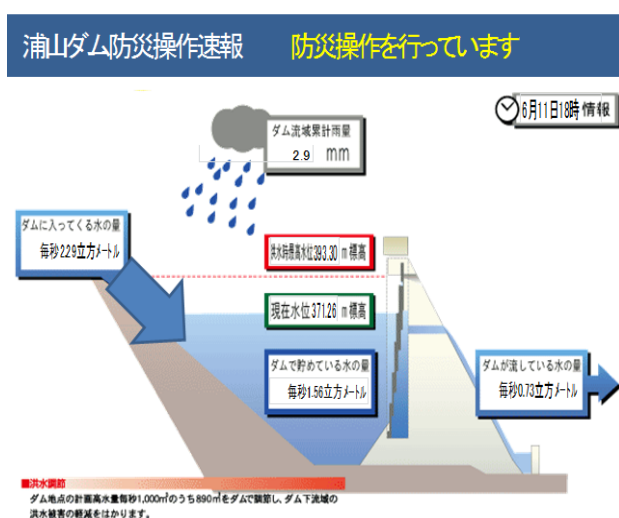 浦山ダム防災操作速報 防災操作を行っています
6月11日18時 情報
ダム流域累計雨量
2.9 mm
ダムに入ってくる水の量
毎秒2.29立方メートル
洪水時最高水位393.30 m 標高
現在水位371.26 m 標高
ダムで貯めている水の量
毎秒1.56立方メートル
ダムが流している水の量
毎秒0.73立方メートル
■洪水調節
ダム地点の計画高水量毎秒1,000㎥のうち890㎥をダムで調節し、ダム下流域の
洪水被害の軽減をはかります。